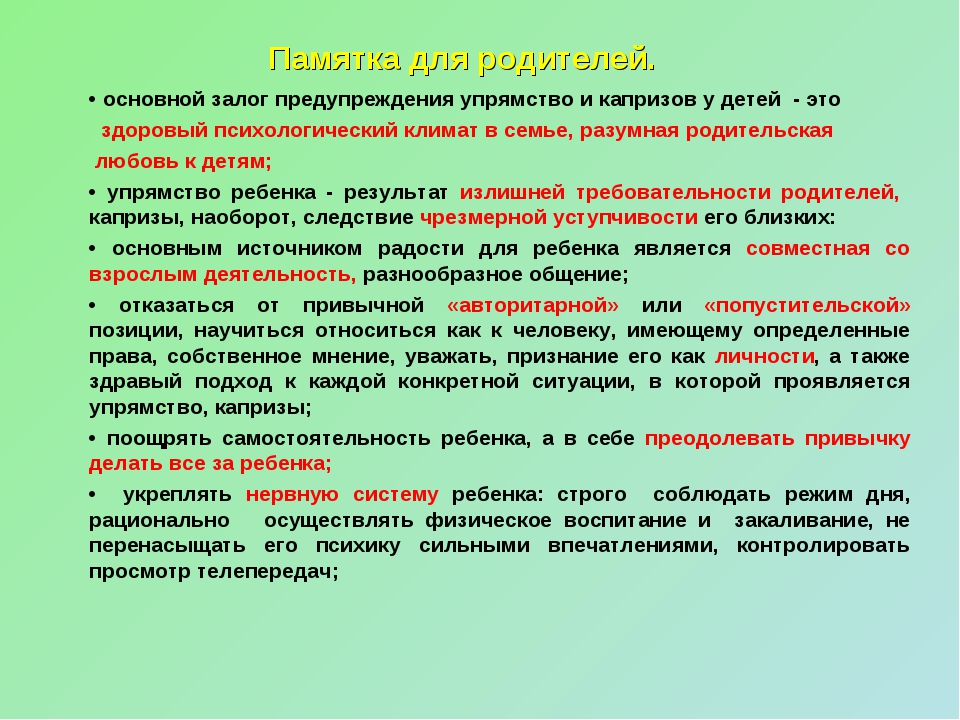 Памятка для родителей.
• основной залог предупреждения упрямство и капризов у детей - это
здоровый психологический климат в семье, разумная родительская
любовь к детям;
• упрямство ребенка - результат излишней требовательности родителей,
капризы, наоборот, следствие чрезмерной уступчивости его близких:
• основным источником радости для ребенка является совместная со
взрослым деятельность, разнообразное общение;
• отказаться от привычной «авторитарной» или «попустительской»
позиции, научиться относиться как к человеку, имеющему определенные
права, собственное мнение, уважать, признание его как личности, а также
здравый подход к каждой конкретной ситуации, в которой проявляется
упрямство, капризы;
• поощрять самостоятельность ребенка, а в себе преодолевать привычку
делать все за ребенка;
• укреплять нервную систему ребенка: строго соблюдать режим дня,
рационально осуществлять физическое воспитание и закаливание, не
перенасыщать его психику сильными впечатлениями, контролировать
просмотр телепередач;